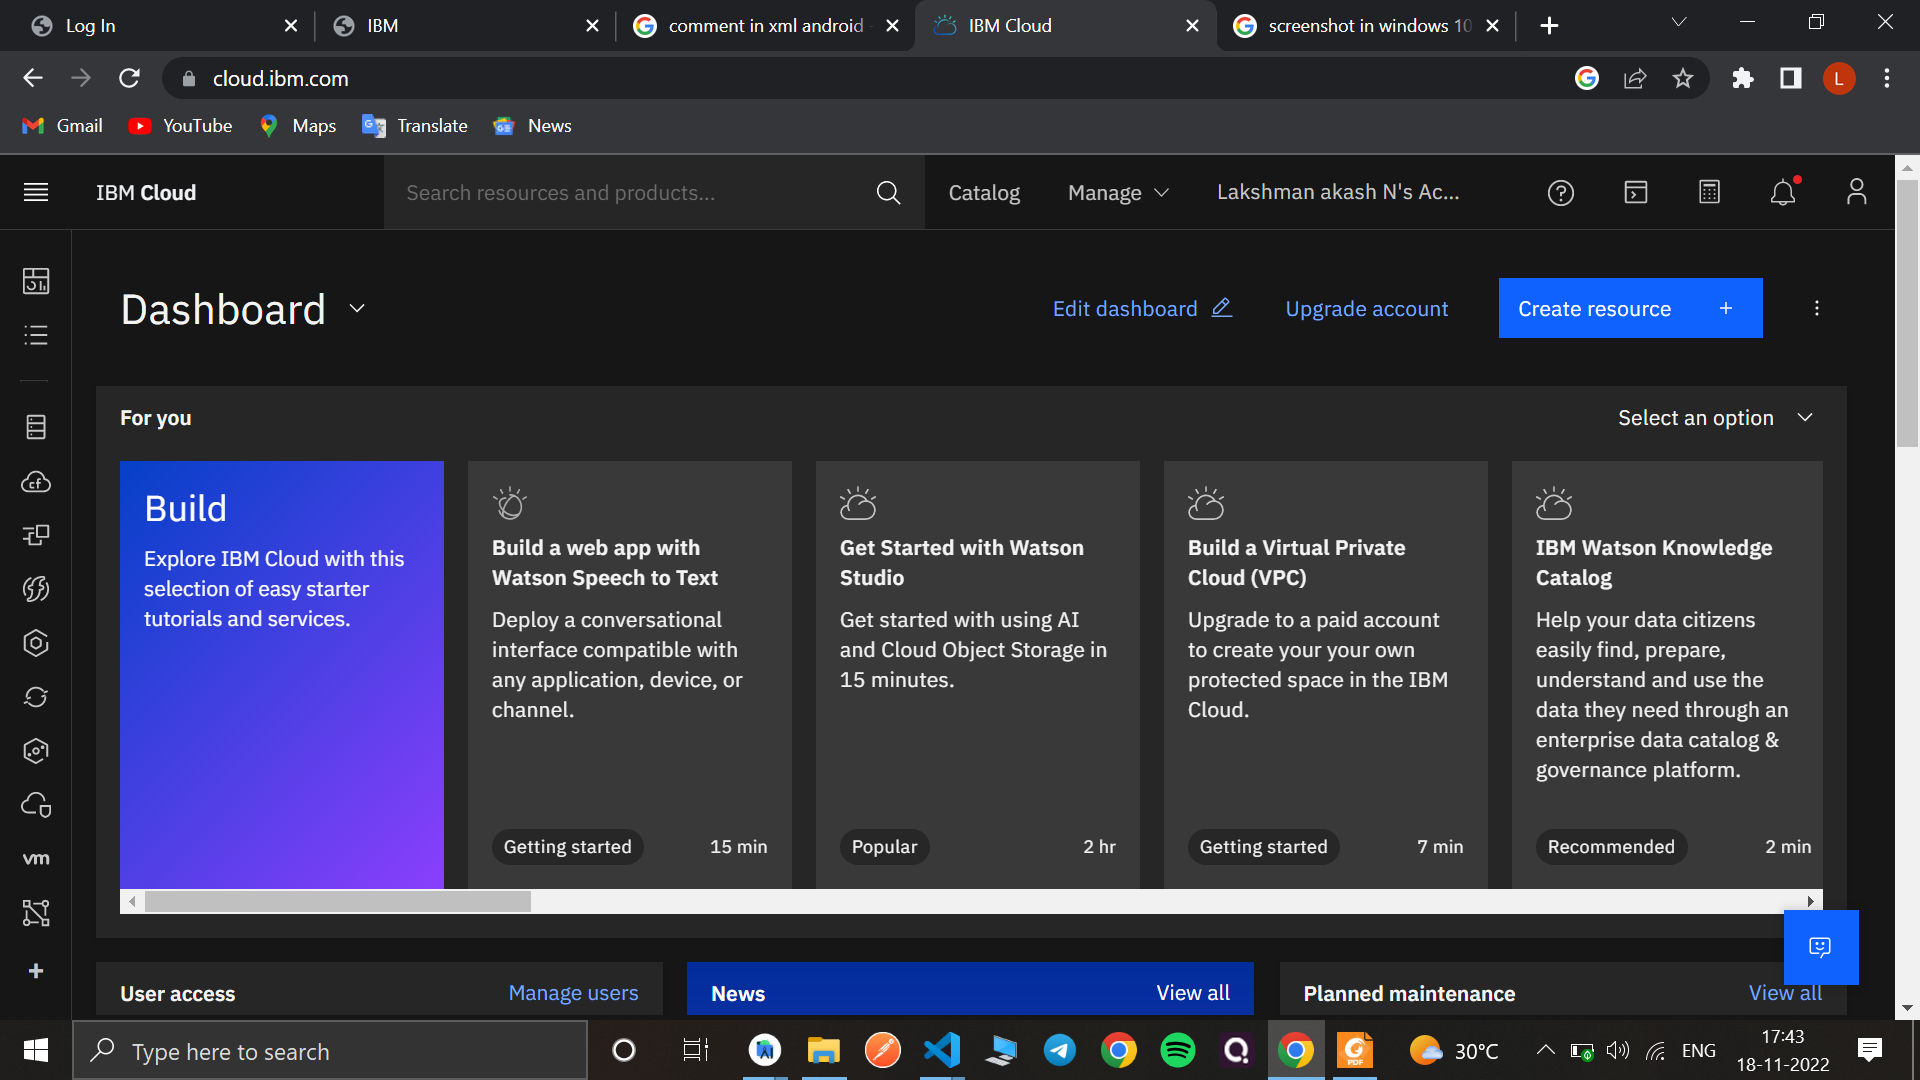 Log In
IBM
comment in xml android
IBM Cloud
screenshot in windows 10
cloud.ibm.com
L
Gmail
YouTube
Maps
Translate
News
IBM Cloud
Search resources and products...
Catalog
Manage
Lakshman akash N's Ac...
Dashboard
Edit dashboard
Upgrade account
Create resource +
For you
Select an option
Build
Explore IBM Cloud with this
selection of easy starter
tutorials and services.
Build a web app with
Watson Speech to Text
Deploy a conversational
interface compatible with
any application, device, or
channel.
Getting started
15 min
Get Started with Watson
Studio
Get started with using AI
and Cloud Object Storage in
15 minutes.
Popular
2 hr
Build a Virtual Private
Cloud (VPC)
Upgrade to a paid account
to create your your own
protected space in the IBM
Cloud.
Getting started
7 min
IBM Watson Knowledge
Catalog
Help your data citizens
easily find, prepare,
understand and use the
data they need through an
enterprise data catalog &
governance platform.
Recommended
2 min
cf
vm
User access
Manage users
News
View all
Planned maintenance
View all
Type here to search
PDF
30°C
ENG
17:43
18-11-2022